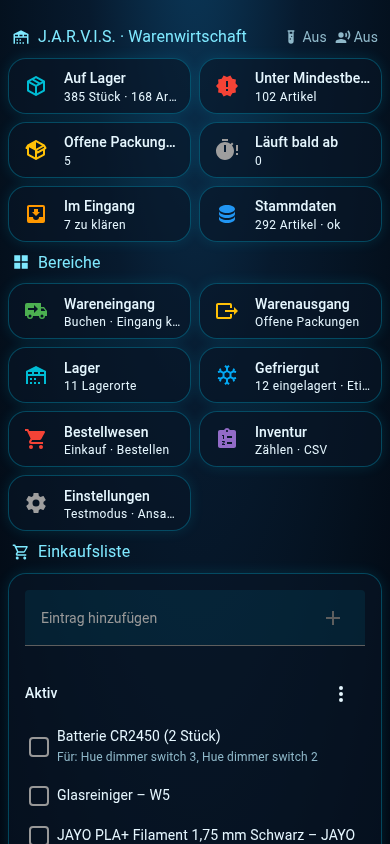 J.A.R.V.I.S. · Warenwirtschaft
Aus
Aus
Auf Lager
385 Stück · 168 Ar...
Unter Mindestbe...
102 Artikel
Offene Packung...
5
Läuft bald ab
0
Im Eingang
7 zu klären
Stammdaten
292 Artikel · ok
Bereiche
Wareneingang
Buchen · Eingang k...
Warenausgang
Offene Packungen
Lager
11 Lagerorte
Gefriergut
12 eingelagert · Eti...
Bestellwesen
Einkauf · Bestellen
Inventur
Zählen · CSV
Einstellungen
Testmodus · Ansa...
Einkaufsliste
Eintrag hinzufügen
Aktiv
Batterie CR2450 (2 Stück)
Für: Hue dimmer switch 3, Hue dimmer switch 2
Glasreiniger – W5
JAYO PLA+ Filament 1,75 mm Schwarz – JAYO